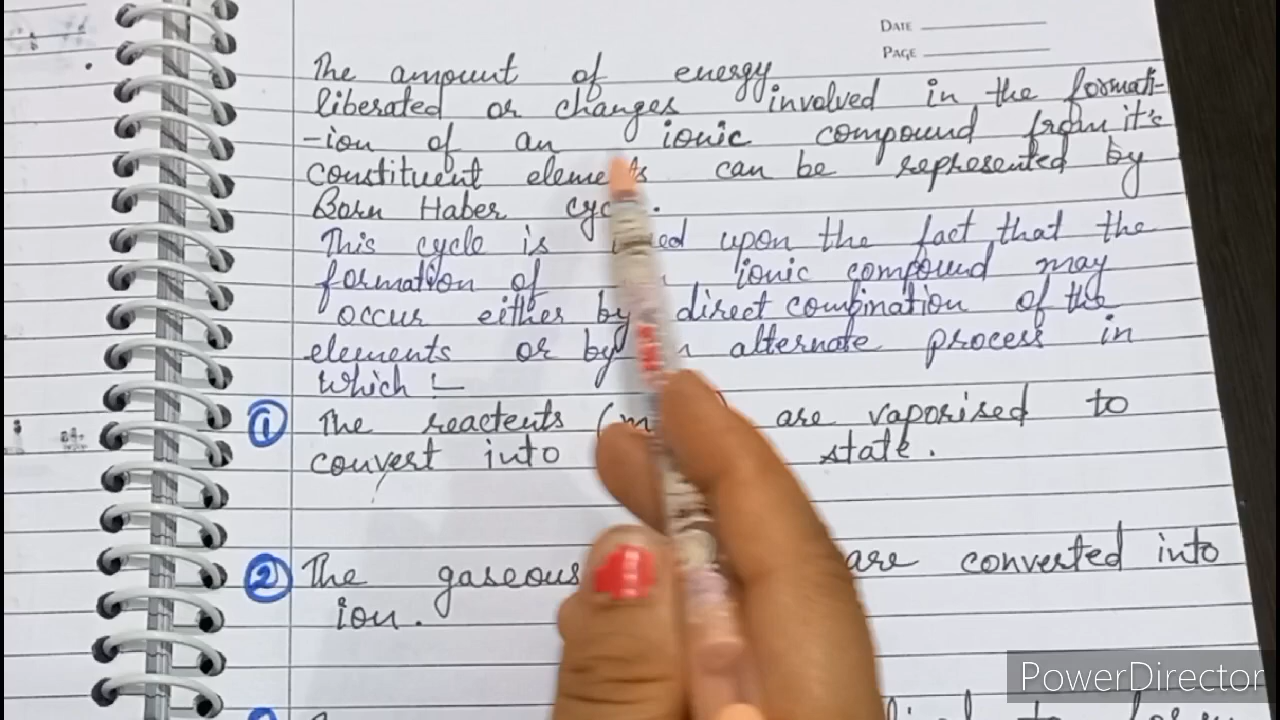 DATE
PAGE
The amount of energy
liberated or changes involved in the formati-
-ion of an ionic compound from it's
constituent elements can be represented by
Born Haber .
This cycle is upon the fact that the
formation of ionic compound may
occur either by direct combination of the
elements or by alternate process in
which :-
① The reactents are vaporised to
convert into state.
② The gaseous are converted into
ion.
PowerDirector